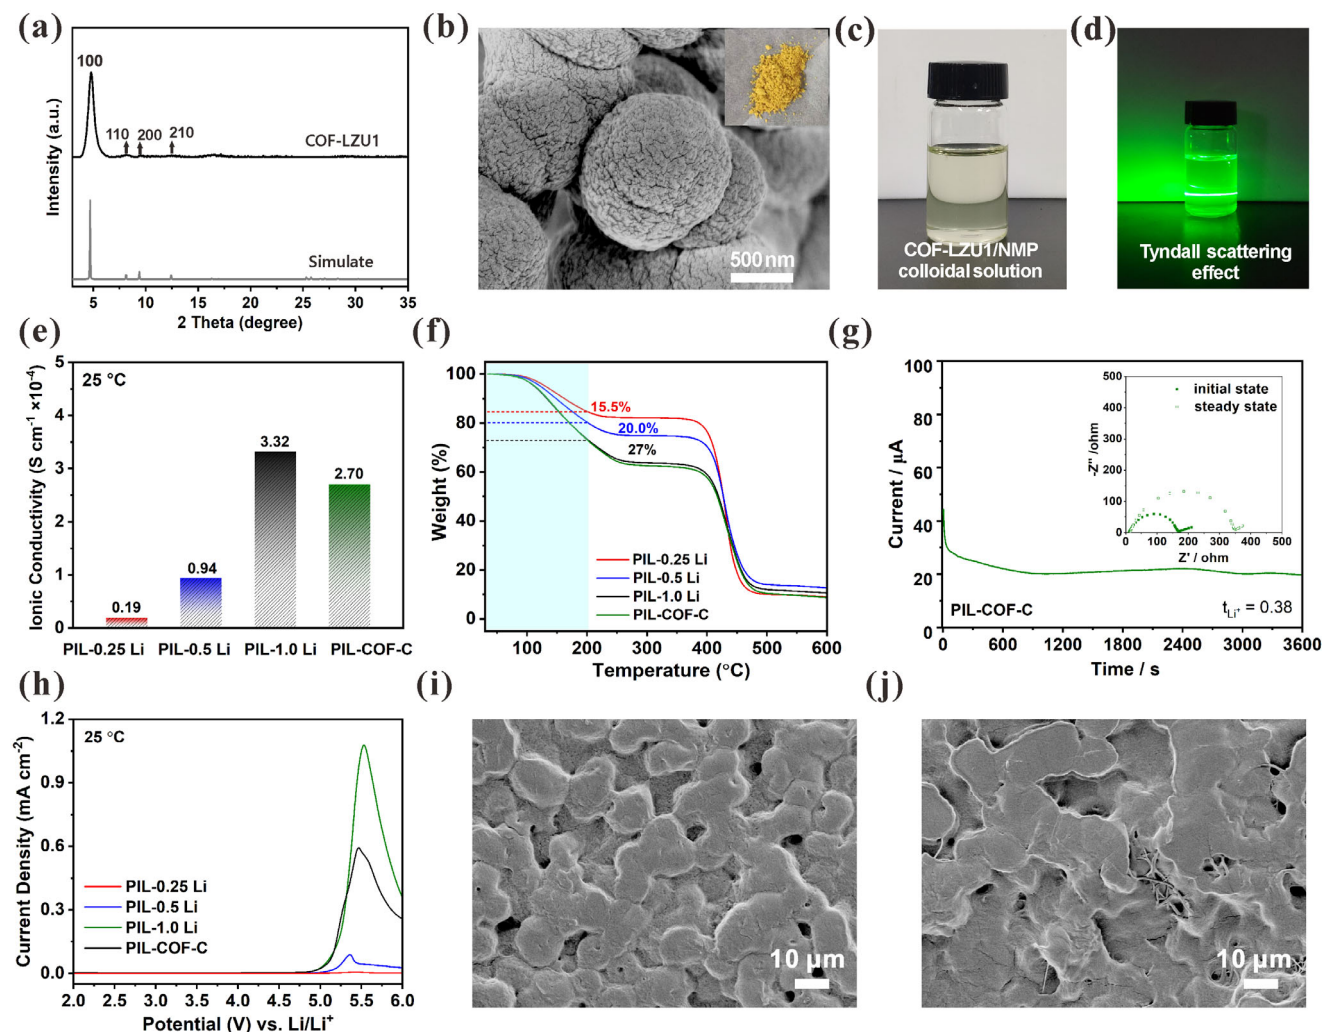 (a)
100
110
200
210
COF-LZU1
Simulate
Intensity (a.u.)
5
10
15
20
25
30
35
2 Theta (degree)
(b)
500 nm
(c)
COF-LZU1/NMP
colloidal solution
(d)
Tyndall scattering
effect
(e)
25 °C
Ionic Conductivity (S cm⁻¹ ×10⁻⁴)
5
4
3
2
1
0
0.19
0.94
3.32
2.70
PIL-0.25 Li
PIL-0.5 Li
PIL-1.0 Li
PIL-COF-C
(f)
Weight (%)
100
80
60
40
20
0
15.5%
20.0%
27%
PIL-0.25 Li
PIL-0.5 Li
PIL-1.0 Li
PIL-COF-C
100
200
300
400
500
600
Temperature (°C)
(g)
Current / μA
100
80
60
40
20
0
500
400
300
200
100
0
-Z'' /ohm
initial state
steady state
0
100
200
300
400
500
Z' / ohm
PIL-COF-C
tLi⁺ = 0.38
0
900
1800
2400
3000
3600
Time / s
(h)
25 °C
Current Density (mA cm⁻²)
1.2
0.9
0.6
0.3
0.0
PIL-0.25 Li
PIL-0.5 Li
PIL-1.0 Li
PIL-COF-C
2.0
2.5
3.0
3.5
4.0
4.5
5.0
5.5
6.0
Potential (V) vs. Li/Li⁺
(i)
10 μm
(j)
10 μm